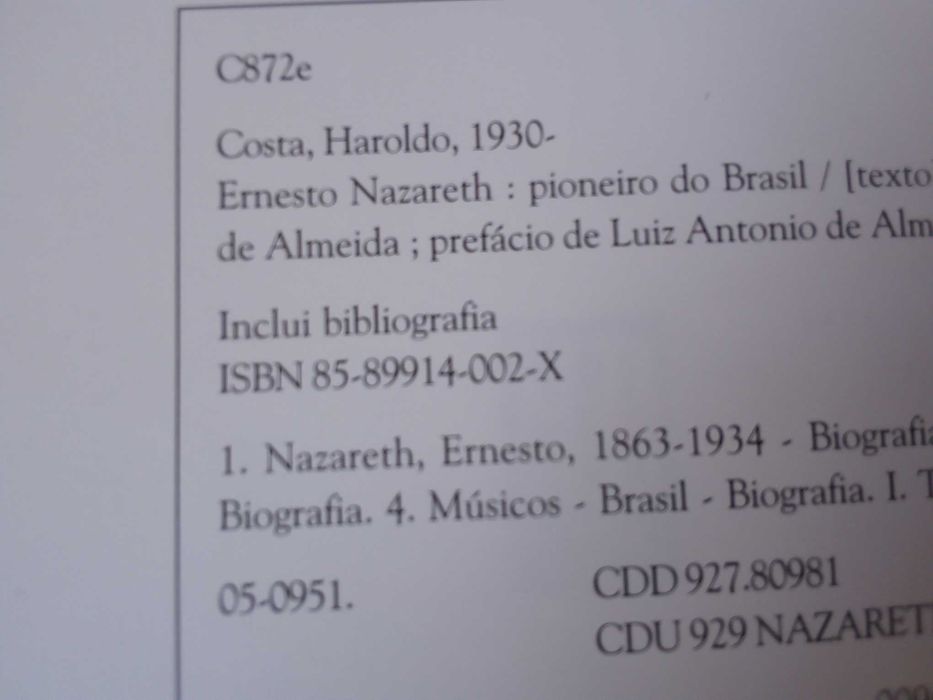 C872e
Costa, Haroldo, 1930-
Ernesto Nazareth : pioneiro do Brasil / [texto
de Almeida ; prefácio de Luiz Antonio de Alm
Inclui bibliografia
ISBN 85-89914-002-X
1. Nazareth, Ernesto, 1863-1934 - Biografia
Biografia. 4. Músicos - Brasil - Biografia. I. T
05-0951. CDD 927.80981
CDU 929 NAZARET